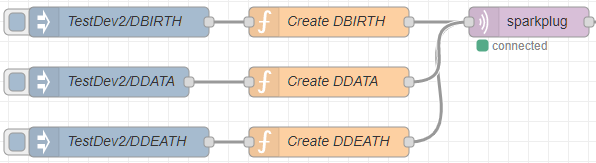 TestDev2/DBIRTH Create DBIRTH sparkplug
connected
TestDev2/DDATA Create DDATA
TestDev2/DDEATH Create DDEATH